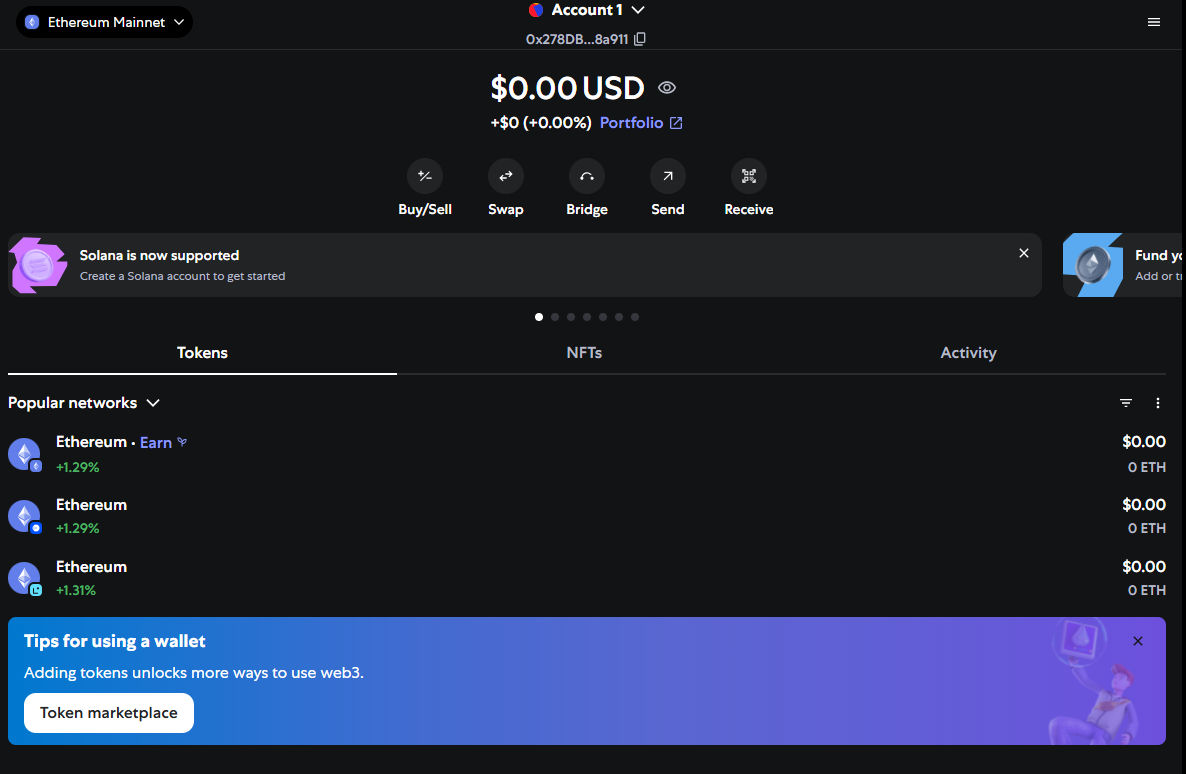 Ethereum Mainnet
Account 1
0x278DB...8a911
$0.00 USD
+$0 (+0.00%) Portfolio
Buy/Sell
Swap
Bridge
Send
Receive
Solana is now supported
Create a Solana account to get started
Fund yo
Add or tr
Tokens
NFTs
Activity
Popular networks
Ethereum • Earn
$0.00
+1.29%
0 ETH
Ethereum
$0.00
+1.29%
0 ETH
Ethereum
$0.00
+1.31%
0 ETH
Tips for using a wallet
Adding tokens unlocks more ways to use web3.
Token marketplace